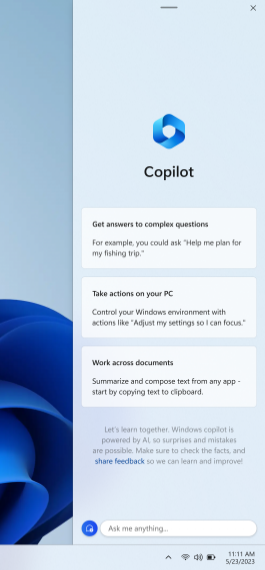 Copilot
Get answers to complex questions
For example, you could ask "Help me plan for
my fishing trip."
Take actions on your PC
Control your Windows environment with
actions like "Adjust my settings so I can focus."
Work across documents
Summarize and compose text from any app -
start by copying text to clipboard.
Let's learn together. Windows copilot is
powered by AI, so surprises and mistakes
are possible. Make sure to check the facts, and
share feedback so we can learn and improve!
Ask me anything...
11:11 AM
5/23/2023